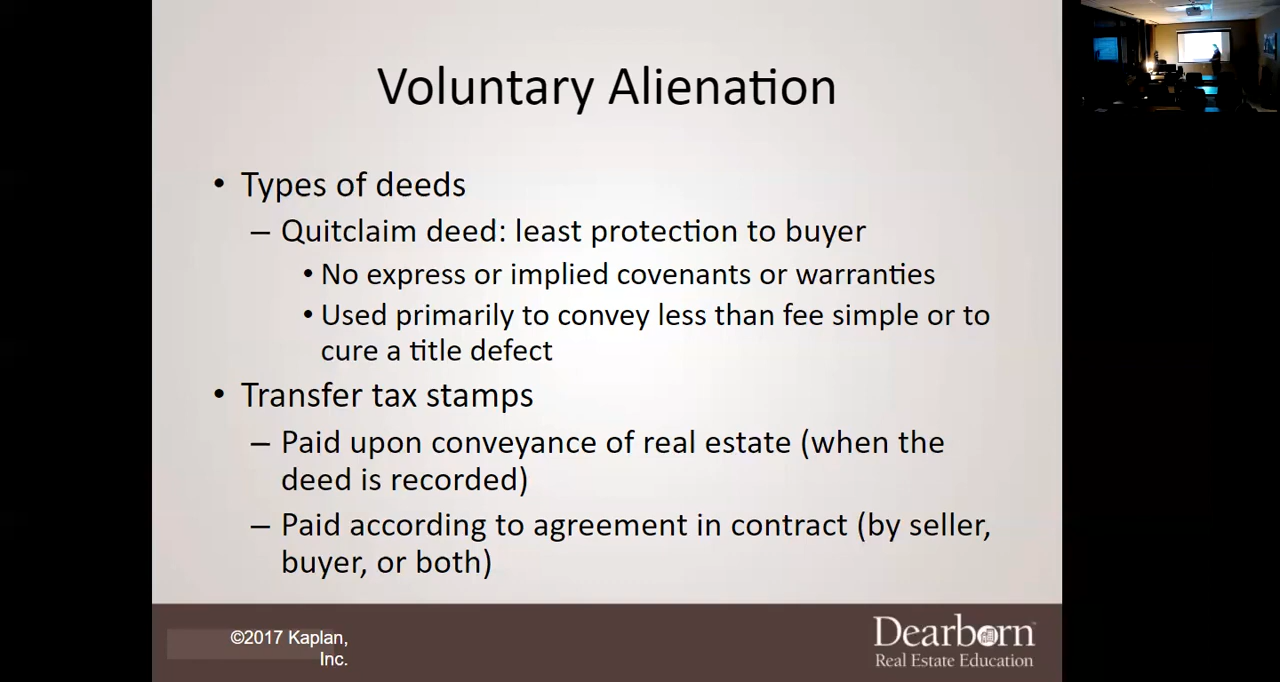 Voluntary Alienation
• Types of deeds
– Quitclaim deed: least protection to buyer
• No express or implied covenants or warranties
• Used primarily to convey less than fee simple or to
cure a title defect
• Transfer tax stamps
– Paid upon conveyance of real estate (when the
deed is recorded)
– Paid according to agreement in contract (by seller,
buyer, or both)
©2017 Kaplan,
Inc.
Dearborn™
Real Estate Education